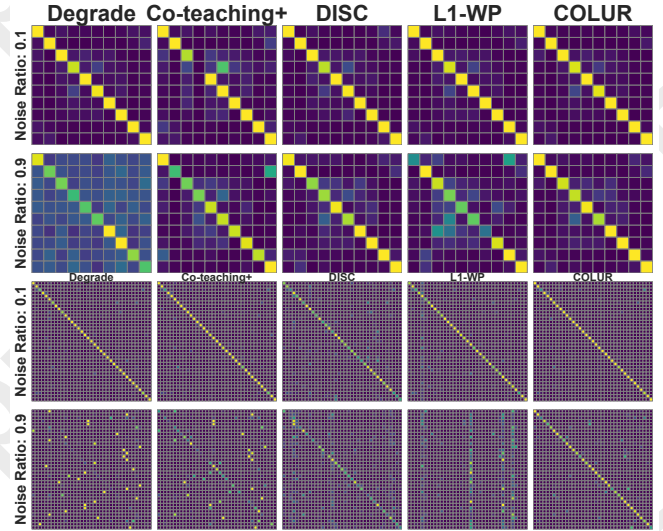 Degrade Co-teaching+ DISC L1-WP COLUR
Noise Ratio: 0.1
Noise Ratio: 0.9
Degrade Co-teaching+ DISC L1-WP COLUR
Noise Ratio: 0.1
Noise Ratio: 0.9